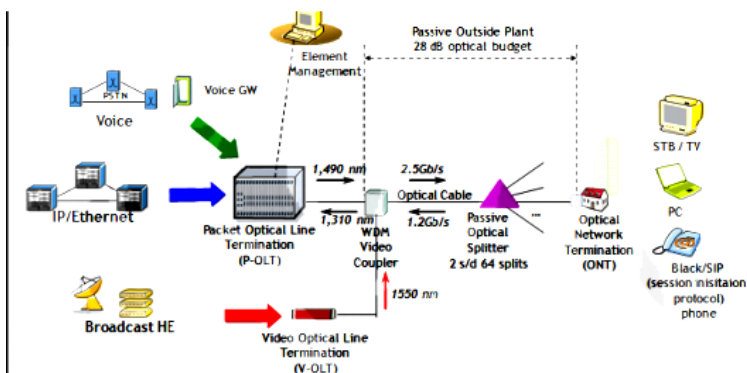 Element
Management
Passive Outside Plant
28 dB optical budget
PSTN
Voice GW
Voice
STB / TV
1,490 nm
2.5Gb/s
Optical Cable
IP/Ethernet
1,310 nm
1.2Gb/s
PC
Packet Optical Line
Termination
(P-OLT)
WDM
Video
Coupler
Passive
Optical
Splitter
2 s/d 64 splits
...
Optical
Network
Termination
(ONT)
Black/SIP
(session inisitaion
protocol)
phone
1550 nm
Broadcast HE
Video Optical Line
Termination
(V-OLT)